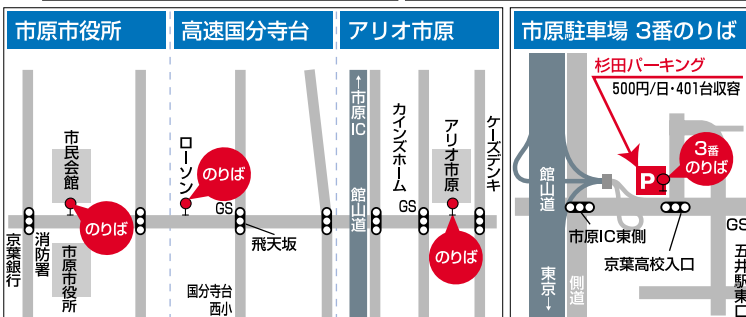 市原市役所
高速国分寺台
アリオ市原
市原駐車場 3番のりば
市民会館
のりば
京葉銀行
消防署
市原市役所
ローソン
のりば
GS
飛天坂
国分寺台
西小
←市原IC
館山道
カインズホーム
GS
アリオ市原
のりば
ケーズデンキ
杉田パーキング
500円/日・401台収容
P
3番
のりば
館山道
市原IC東側
京葉高校入口
東京→
側道
GS
五井駅東口